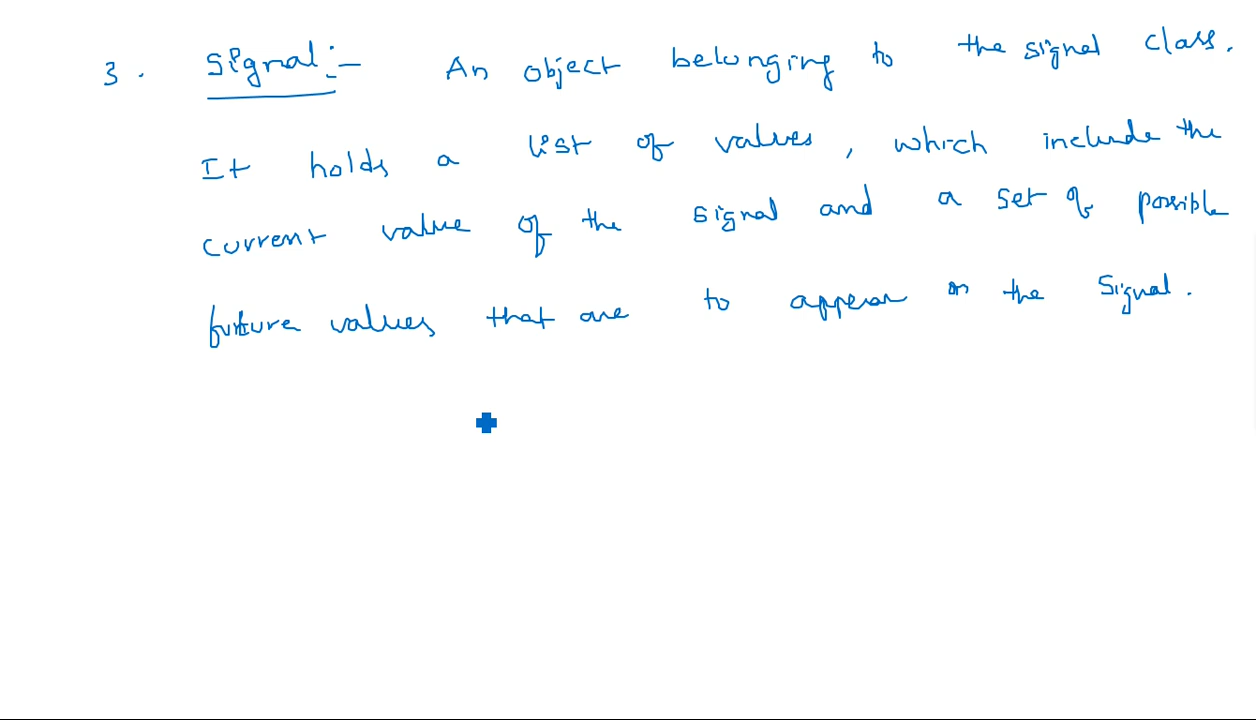 3. Signal:- An object belonging to the signal class.
It holds a list of values, which include the
current value of the signal and a set of possible
future values that are to appear on the Signal.